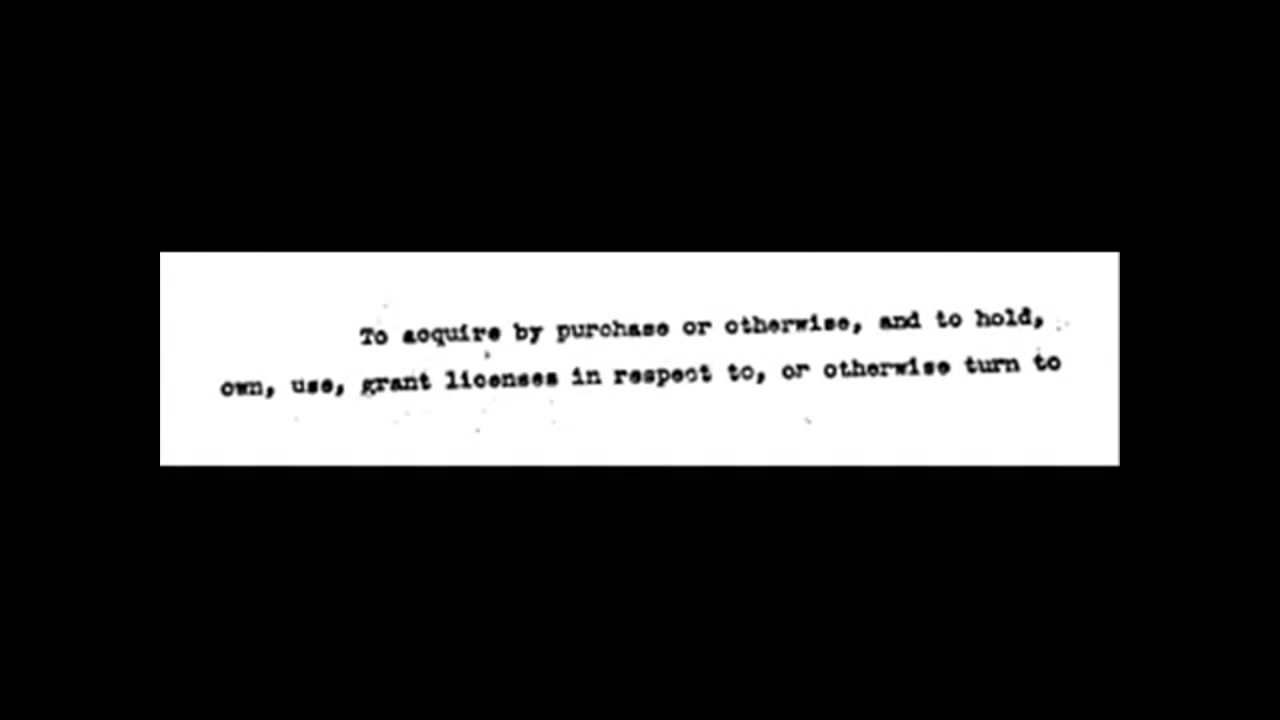 To acquire by purchase or otherwise, and to hold,
own, use, grant licenses in respect to, or otherwise turn to